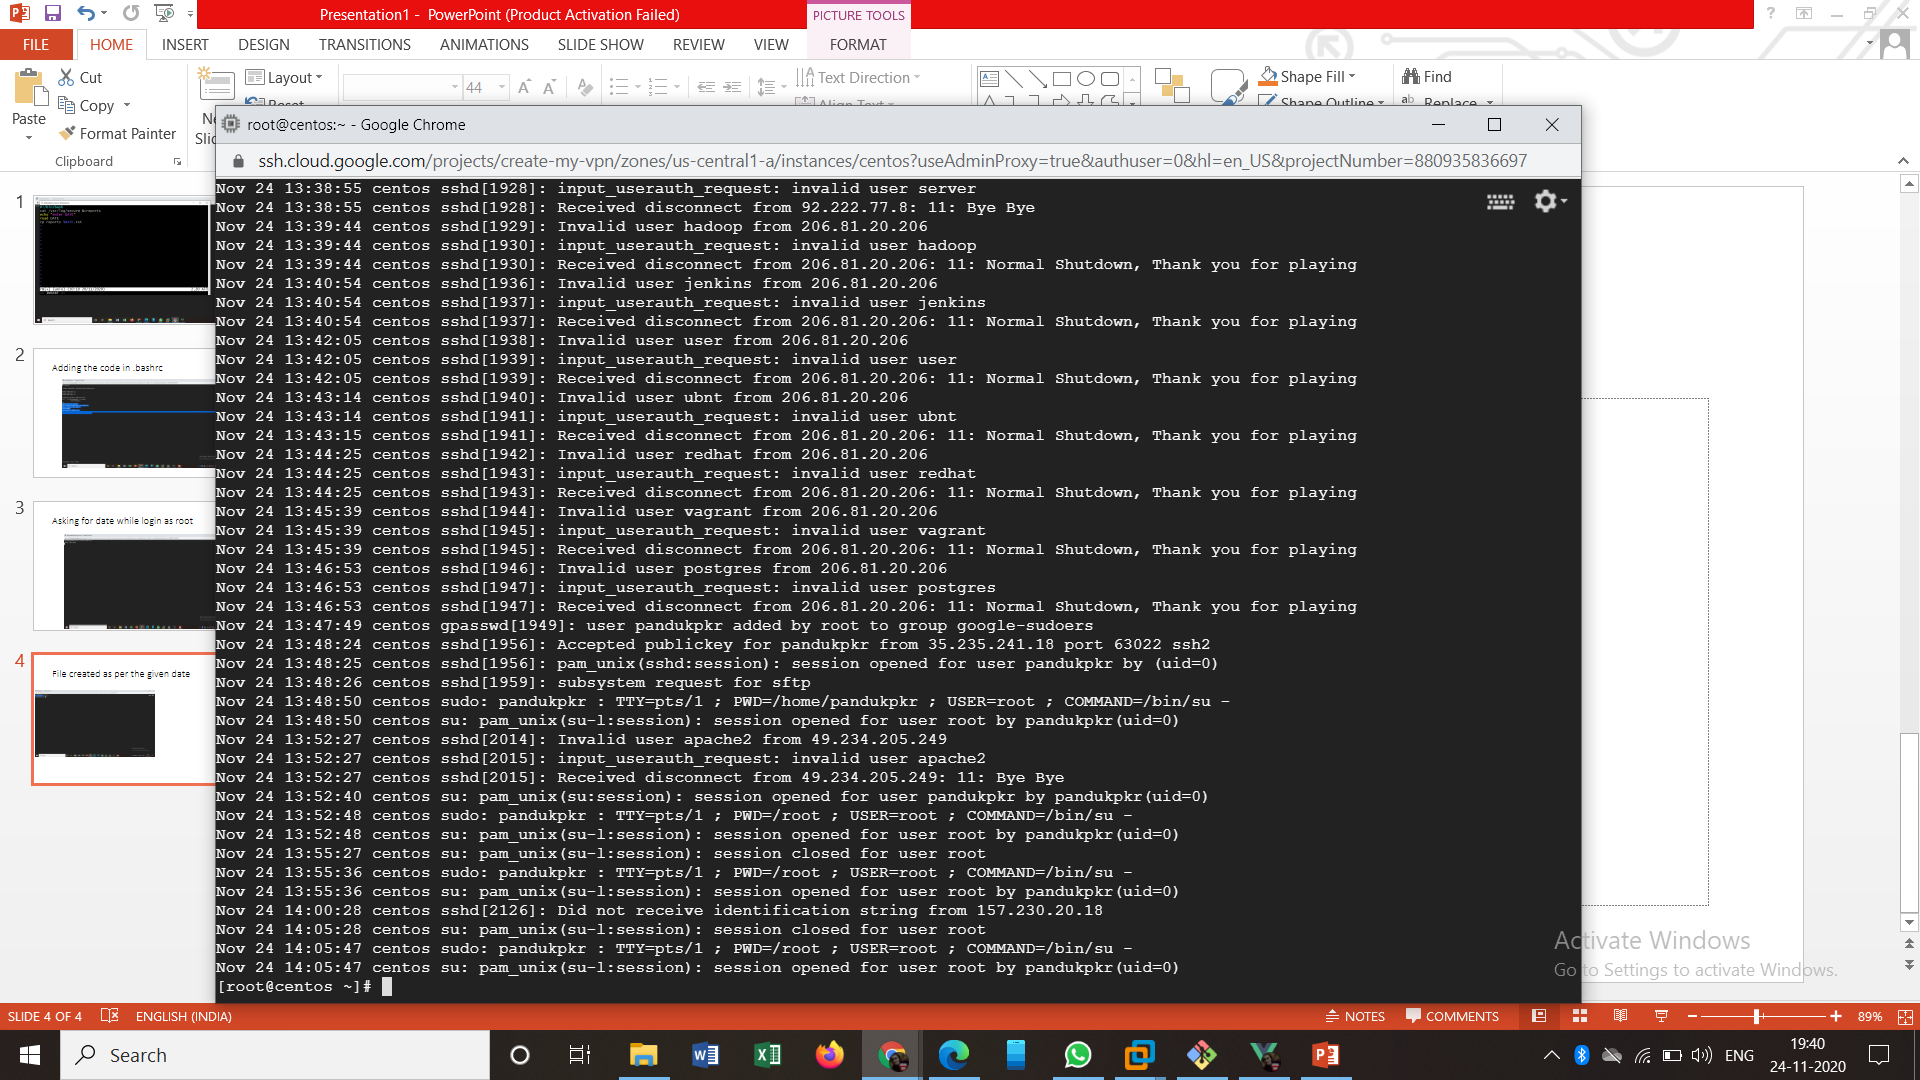 Presentation1 - PowerPoint (Product Activation Failed)
PICTURE TOOLS
FILE HOME INSERT DESIGN TRANSITIONS ANIMATIONS SLIDE SHOW REVIEW VIEW FORMAT
Cut
Copy
Format Painter
Paste
Clipboard
Layout
Reset
44
Text Direction
Align Text
Shape Fill
Shape Outline
Find
Replace
root@centos:~ - Google Chrome
ssh.cloud.google.com/projects/create-my-vpn/zones/us-central1-a/instances/centos?useAdminProxy=true&authuser=0&hl=en_US&projectNumber=880935836697
1
2
Adding the code in .bashrc
3
Asking for date while login as root
4
File created as per the given date
Nov 24 13:38:55 centos sshd[1928]: input_userauth_request: invalid user server
Nov 24 13:38:55 centos sshd[1928]: Received disconnect from 92.222.77.8: 11: Bye Bye
Nov 24 13:39:44 centos sshd[1929]: Invalid user hadoop from 206.81.20.206
Nov 24 13:39:44 centos sshd[1930]: input_userauth_request: invalid user hadoop
Nov 24 13:39:44 centos sshd[1930]: Received disconnect from 206.81.20.206: 11: Normal Shutdown, Thank you for playing
Nov 24 13:40:54 centos sshd[1936]: Invalid user jenkins from 206.81.20.206
Nov 24 13:40:54 centos sshd[1937]: input_userauth_request: invalid user jenkins
Nov 24 13:40:54 centos sshd[1937]: Received disconnect from 206.81.20.206: 11: Normal Shutdown, Thank you for playing
Nov 24 13:42:05 centos sshd[1938]: Invalid user user from 206.81.20.206
Nov 24 13:42:05 centos sshd[1939]: input_userauth_request: invalid user user
Nov 24 13:42:05 centos sshd[1939]: Received disconnect from 206.81.20.206: 11: Normal Shutdown, Thank you for playing
Nov 24 13:43:14 centos sshd[1940]: Invalid user ubnt from 206.81.20.206
Nov 24 13:43:14 centos sshd[1941]: input_userauth_request: invalid user ubnt
Nov 24 13:43:15 centos sshd[1941]: Received disconnect from 206.81.20.206: 11: Normal Shutdown, Thank you for playing
Nov 24 13:44:25 centos sshd[1942]: Invalid user redhat from 206.81.20.206
Nov 24 13:44:25 centos sshd[1943]: input_userauth_request: invalid user redhat
Nov 24 13:44:25 centos sshd[1943]: Received disconnect from 206.81.20.206: 11: Normal Shutdown, Thank you for playing
Nov 24 13:45:39 centos sshd[1944]: Invalid user vagrant from 206.81.20.206
Nov 24 13:45:39 centos sshd[1945]: input_userauth_request: invalid user vagrant
Nov 24 13:45:39 centos sshd[1945]: Received disconnect from 206.81.20.206: 11: Normal Shutdown, Thank you for playing
Nov 24 13:46:53 centos sshd[1946]: Invalid user postgres from 206.81.20.206
Nov 24 13:46:53 centos sshd[1947]: input_userauth_request: invalid user postgres
Nov 24 13:46:53 centos sshd[1947]: Received disconnect from 206.81.20.206: 11: Normal Shutdown, Thank you for playing
Nov 24 13:47:49 centos gpasswd[1949]: user pandukpkr added by root to group google-sudoers
Nov 24 13:48:24 centos sshd[1956]: Accepted publickey for pandukpkr from 35.235.241.18 port 63022 ssh2
Nov 24 13:48:25 centos sshd[1956]: pam_unix(sshd:session): session opened for user pandukpkr by (uid=0)
Nov 24 13:48:26 centos sshd[1959]: subsystem request for sftp
Nov 24 13:48:50 centos sudo: pandukpkr : TTY=pts/1 ; PWD=/home/pandukpkr ; USER=root ; COMMAND=/bin/su -
Nov 24 13:48:50 centos su: pam_unix(su-l:session): session opened for user root by pandukpkr(uid=0)
Nov 24 13:52:27 centos sshd[2014]: Invalid user apache2 from 49.234.205.249
Nov 24 13:52:27 centos sshd[2015]: input_userauth_request: invalid user apache2
Nov 24 13:52:27 centos sshd[2015]: Received disconnect from 49.234.205.249: 11: Bye Bye
Nov 24 13:52:40 centos su: pam_unix(su:session): session opened for user pandukpkr by pandukpkr(uid=0)
Nov 24 13:52:48 centos sudo: pandukpkr : TTY=pts/1 ; PWD=/root ; USER=root ; COMMAND=/bin/su -
Nov 24 13:52:48 centos su: pam_unix(su-l:session): session opened for user root by pandukpkr(uid=0)
Nov 24 13:55:27 centos su: pam_unix(su-l:session): session closed for user root
Nov 24 13:55:36 centos sudo: pandukpkr : TTY=pts/1 ; PWD=/root ; USER=root ; COMMAND=/bin/su -
Nov 24 13:55:36 centos su: pam_unix(su-l:session): session opened for user root by pandukpkr(uid=0)
Nov 24 14:00:28 centos sshd[2126]: Did not receive identification string from 157.230.20.18
Nov 24 14:05:28 centos su: pam_unix(su-l:session): session closed for user root
Nov 24 14:05:47 centos sudo: pandukpkr : TTY=pts/1 ; PWD=/root ; USER=root ; COMMAND=/bin/su -
Nov 24 14:05:47 centos su: pam_unix(su-l:session): session opened for user root by pandukpkr(uid=0)
[root@centos ~]#
Activate Windows
Go to Settings to activate Windows.
SLIDE 4 OF 4 ENGLISH (INDIA) NOTES COMMENTS 89%
Search
ENG
19:40
24-11-2020